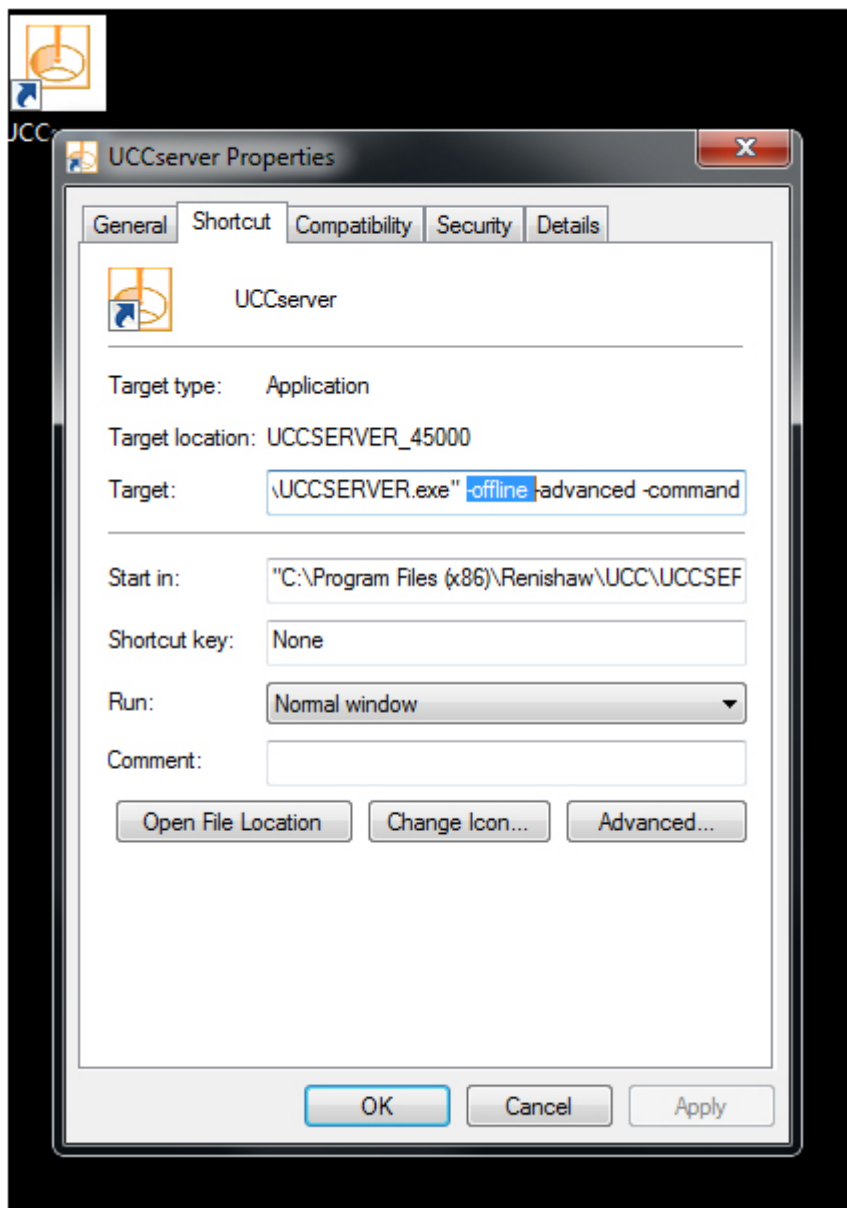 UCCserver Properties
General Shortcut Compatibility Security Details
UCCserver
Target type: Application
Target location: UCCSERVER_45000
Target: \UCCSERVER.exe" -offline -advanced -command
Start in: "C:\Program Files (x86)\Renishaw\UCC\UCCSEF
Shortcut key: None
Run: Normal window
Comment:
Open File Location Change Icon... Advanced...
OK Cancel Apply